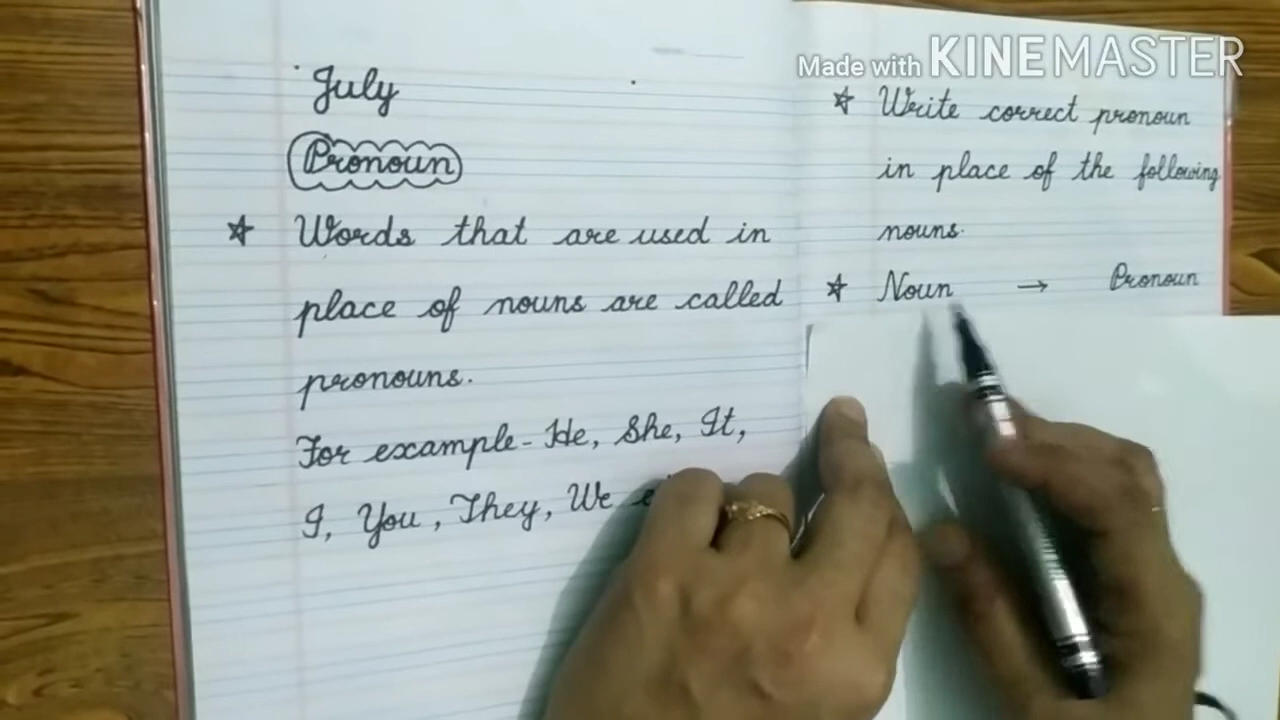 July
Pronoun
☆ Words that are used in
place of nouns are called
pronouns.
For example - He, She, It,
I, You, They, We
Made with KINEMASTER
☆ Write correct pronoun
in place of the following
nouns.
☆ Noun → Pronoun